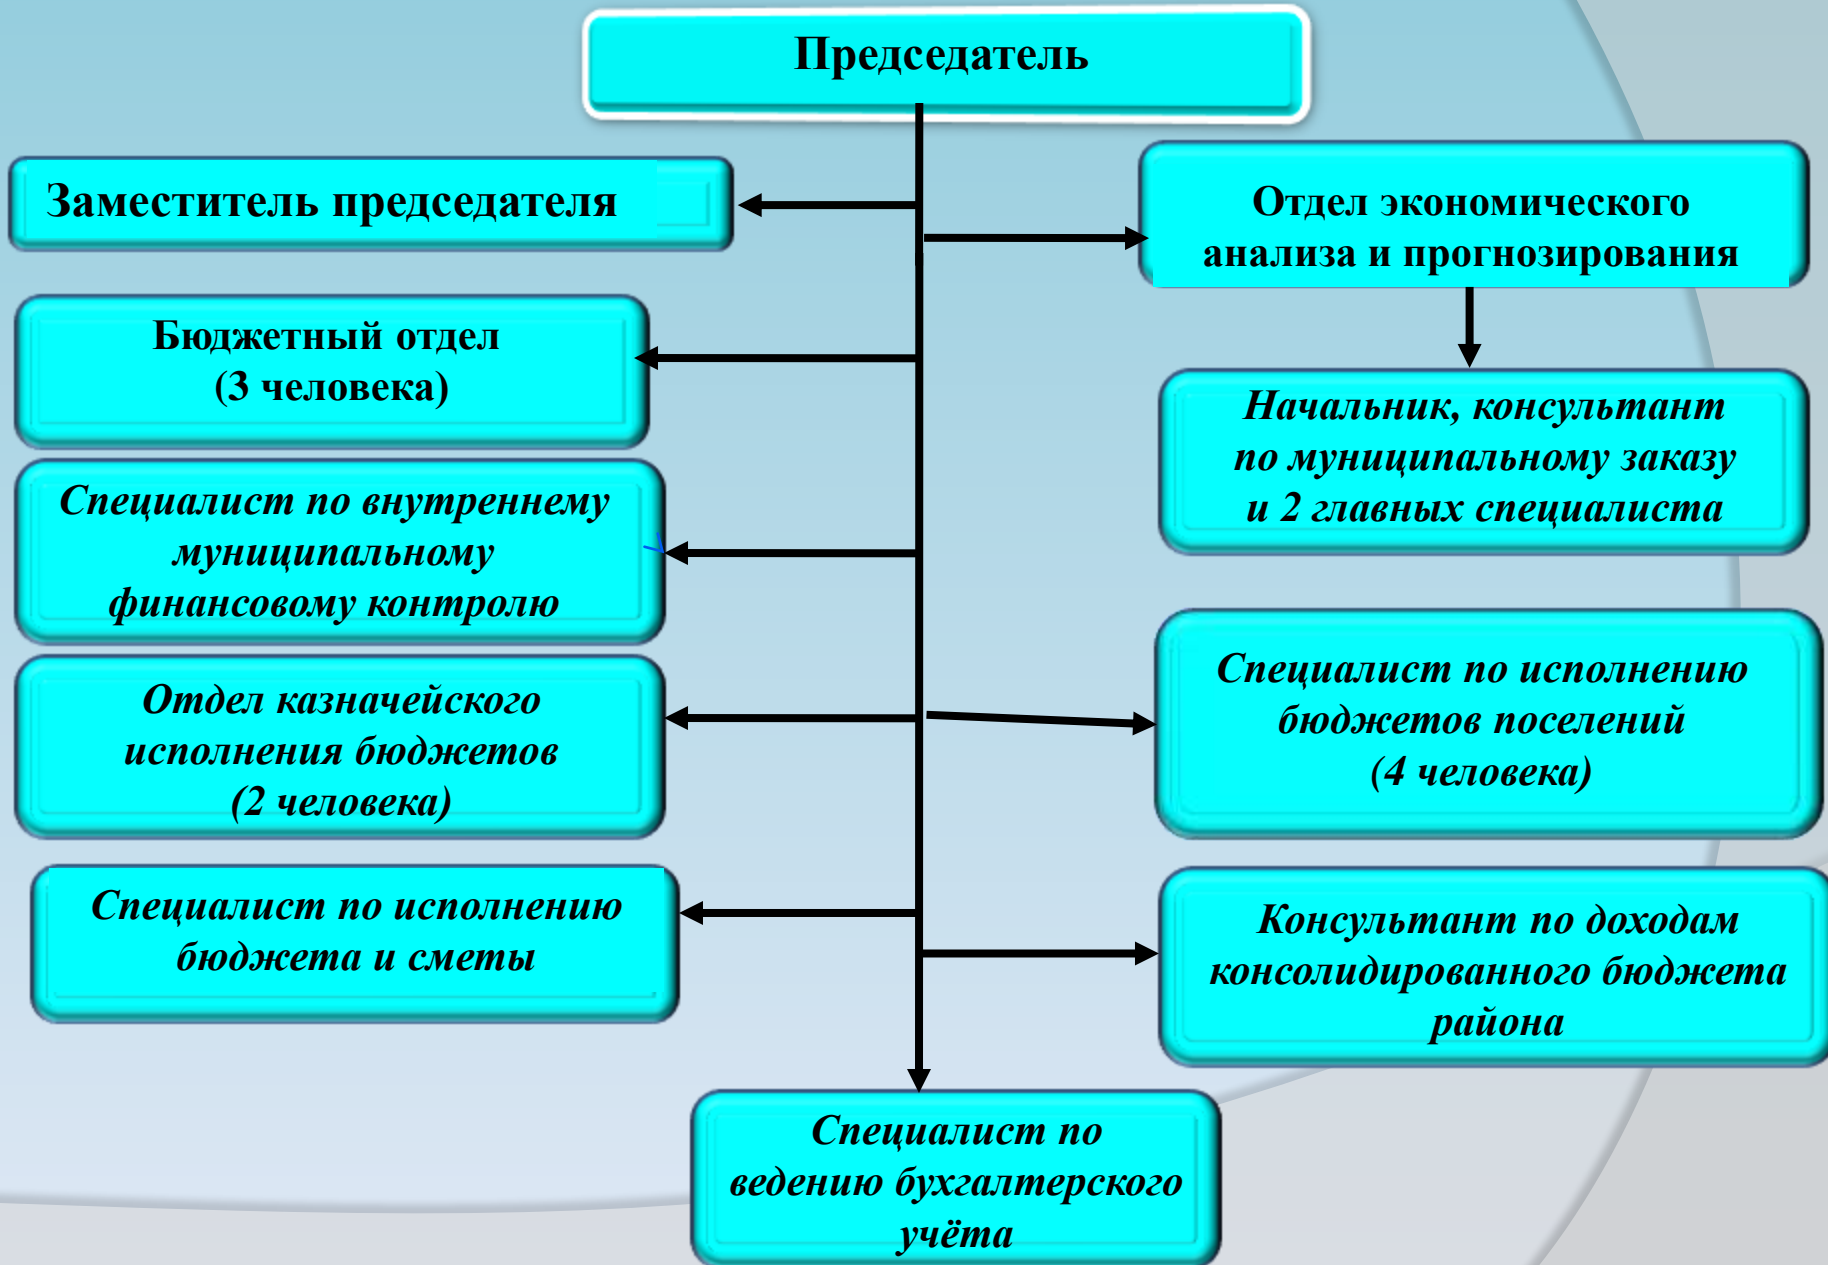 Председатель
Заместитель председателя
Отдел экономического
анализа и прогнозирования
Бюджетный отдел
(3 человека)
Начальник, консультант
по муниципальному заказу
и 2 главных специалиста
Специалист по внутреннему
муниципальному
финансовому контролю
Специалист по исполнению
бюджетов поселений
(4 человека)
Отдел казначейского
исполнения бюджетов
(2 человека)
Специалист по исполнению
бюджета и сметы
Консультант по доходам
консолидированного бюджета
района
Специалист по
ведению бухгалтерского
учёта